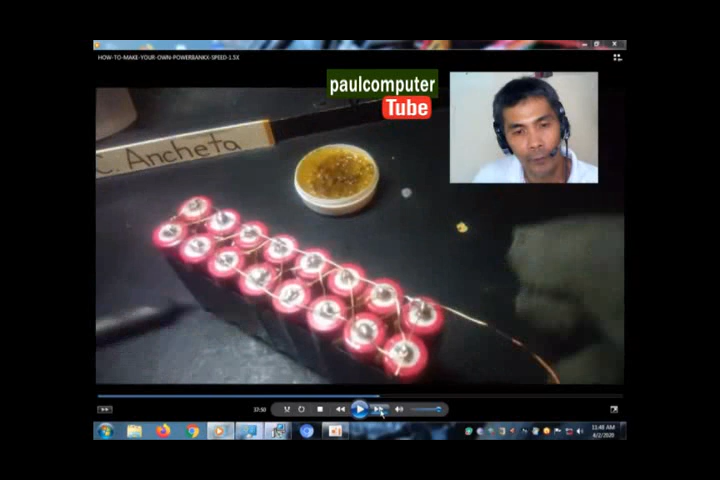 HOW-TO-MAKE-YOUR-OWN-POWERBANKX-SPEED-1.5X
paulcomputer
Tube
C. Ancheta
37:50
11:48 AM
4/2/2020